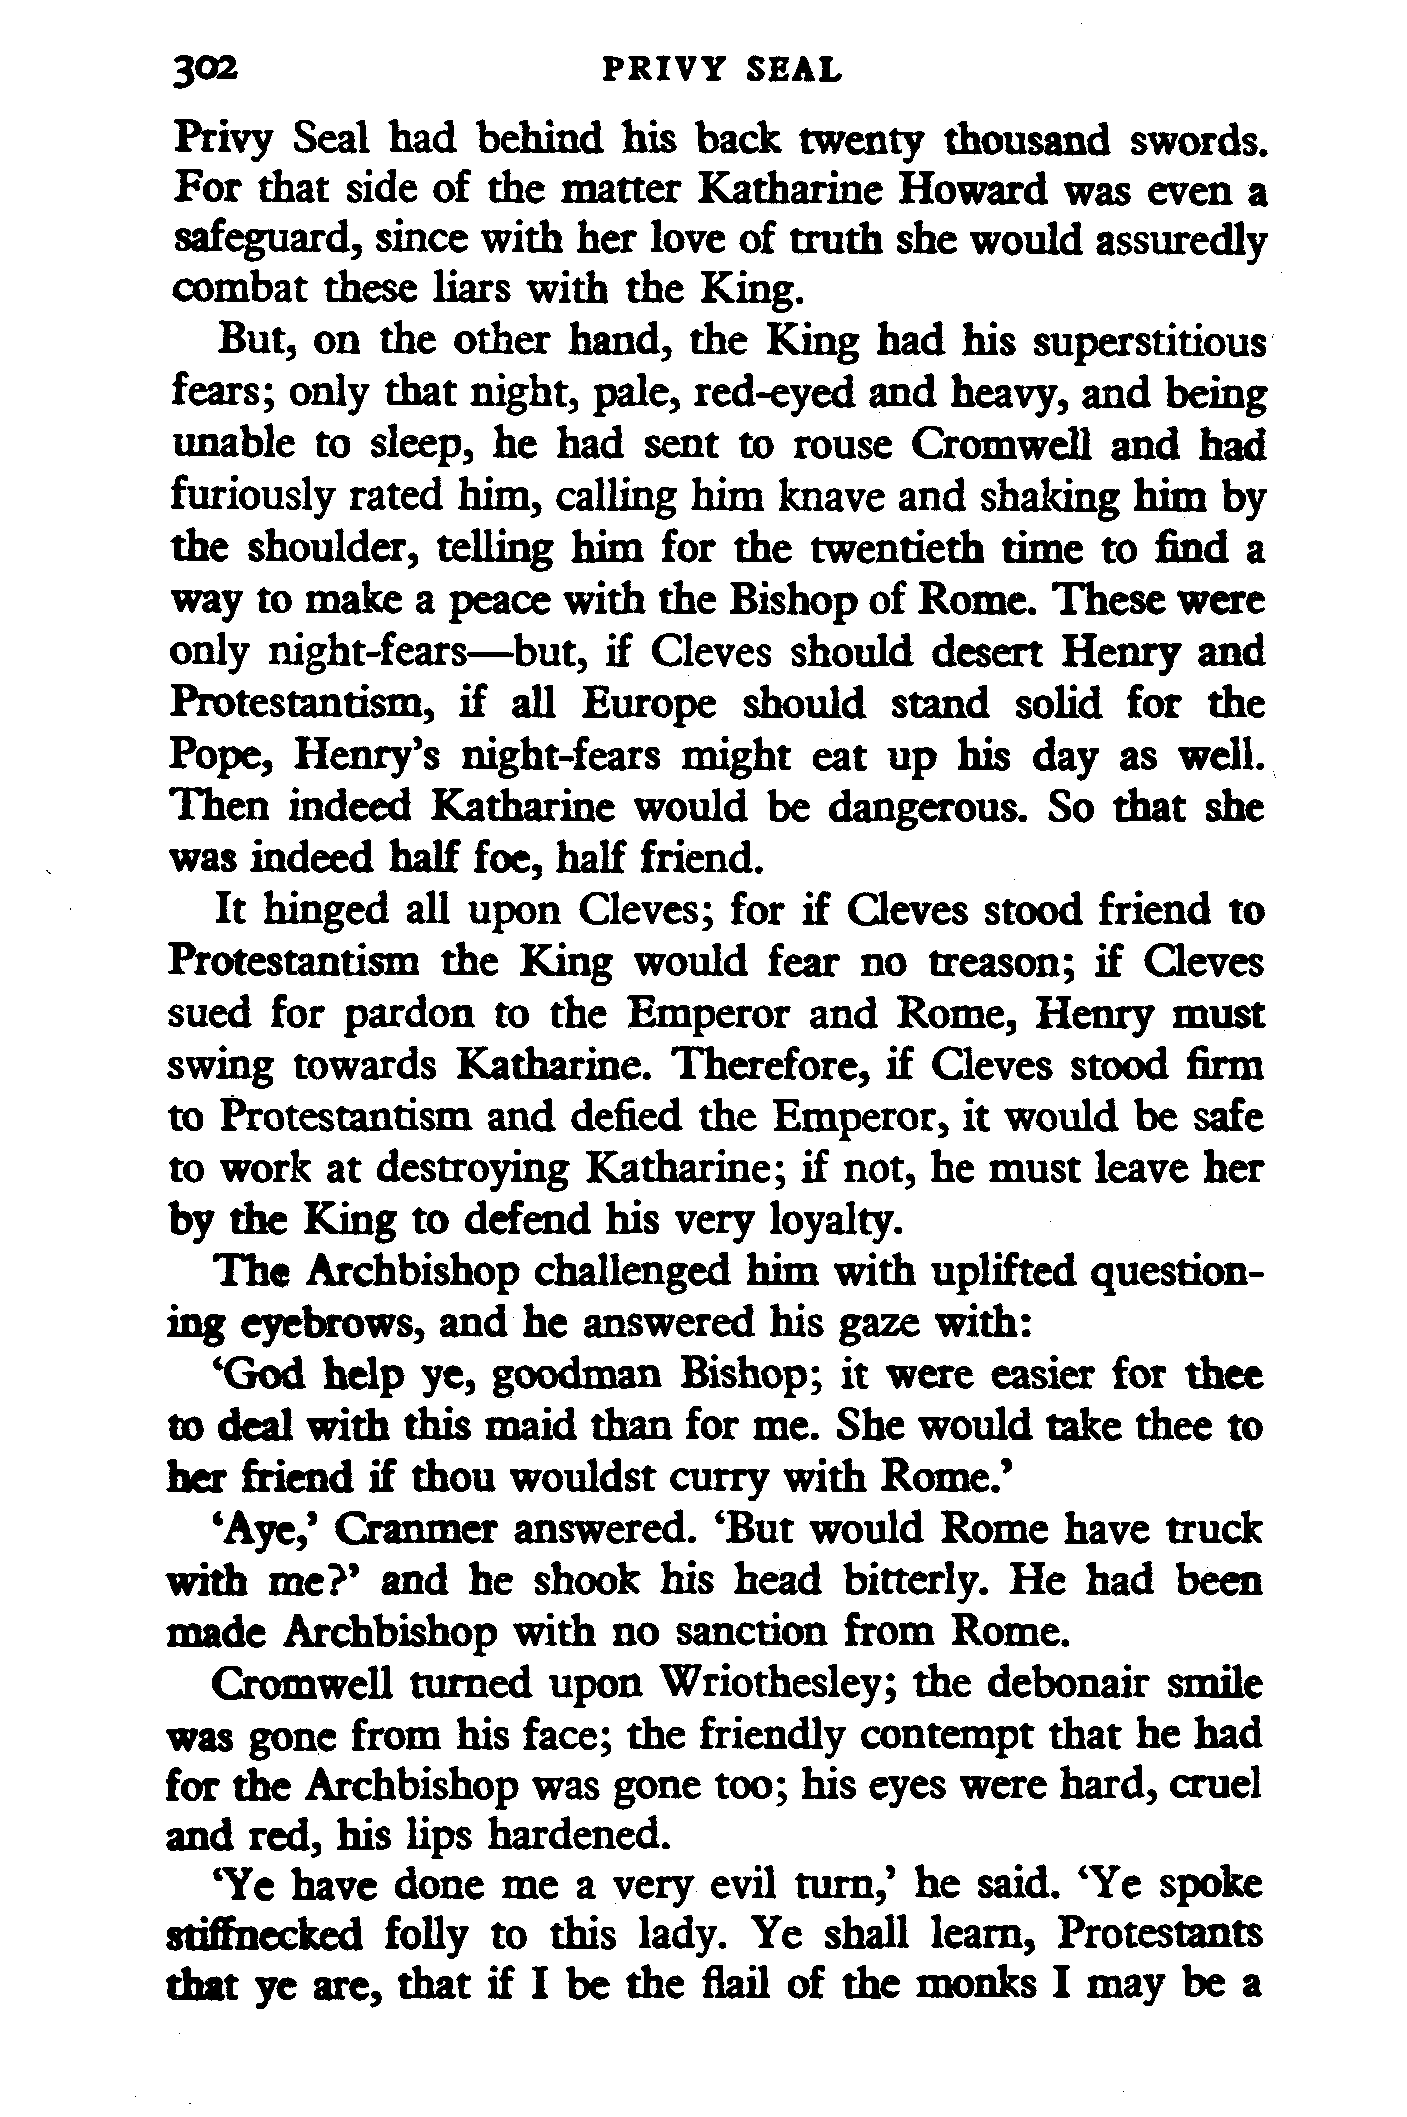 302 PRIVY SEAL
Privy Seal had behind his back twenty thousand swords.
For that side of the matter Katharine Howard was even a
safeguard, since with her love of truth she would assuredly
combat these liars with the King.
But, on the other hand, the King had his superstitious
fears; only that night, pale, red-eyed and heavy, and being
unable to sleep, he had sent to rouse Cromwell and had
furiously rated him, calling him knave and shaking him by
the shoulder, telling him for the twentieth time to find a
way to make a peace with the Bishop of Rome. These were
only night-fears—but, if Cleves should desert Henry and
Protestantism, if all Europe should stand solid for the
Pope, Henry's night-fears might eat up his day as well.
Then indeed Katharine would be dangerous. So that she
was indeed half foe, half friend.
It hinged all upon Cleves; for if Cleves stood friend to
Protestantism the King would fear no treason; if Cleves
sued for pardon to the Emperor and Rome, Henry must
swing towards Katharine. Therefore, if Cleves stood firm
to Protestantism and defied the Emperor, it would be safe
to work at destroying Katharine; if not, he must leave her
by the King to defend his very loyalty.
The Archbishop challenged him with uplifted question-
ing eyebrows, and he answered his gaze with:
‘God help ye, goodman Bishop; it were easier for thee
to deal with this maid than for me. She would take thee to
her friend if thou wouldst curry with Rome.’
‘Aye,’ Cranmer answered. ‘But would Rome have truck
with me?’ and he shook his head bitterly. He had been
made Archbishop with no sanction from Rome.
Cromwell turned upon Wriothesley; the debonair smile
was gone from his face; the friendly contempt that he had
for the Archbishop was gone too; his eyes were hard, cruel
and red, his lips hardened.
‘Ye have done me a very evil turn,’ he said. ‘Ye spoke
stiffnecked folly to this lady. Ye shall learn, Protestants
that ye are, that if I be the flail of the monks I may be a